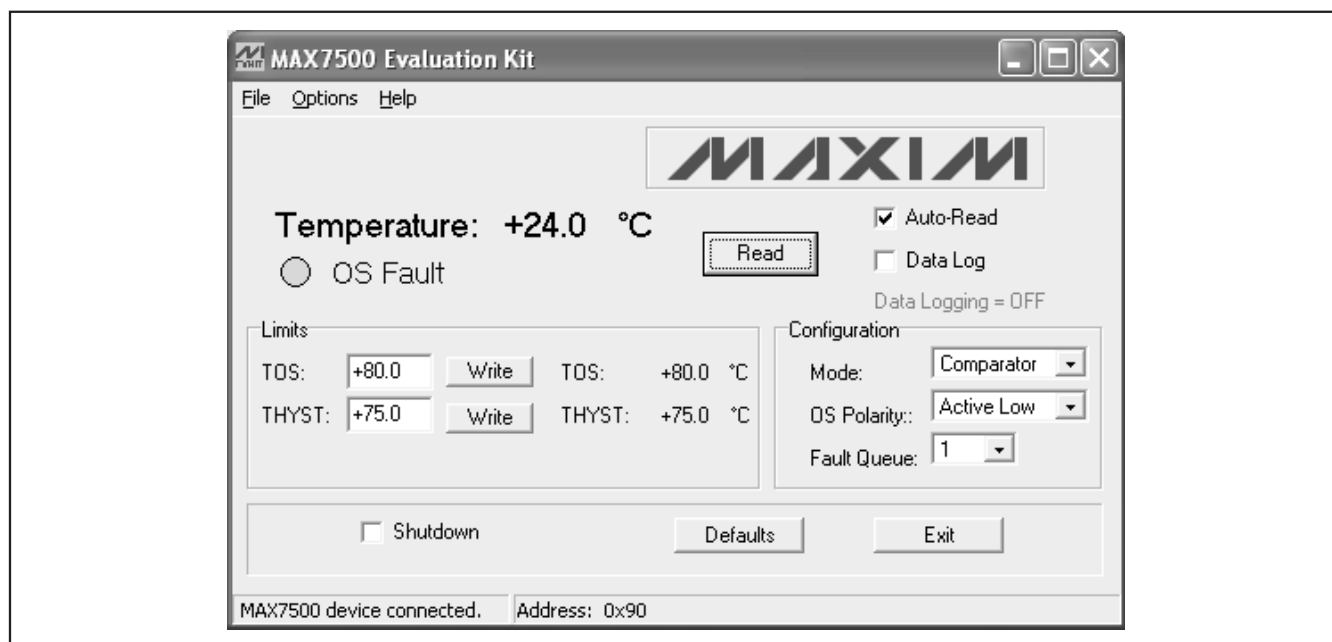 MAX7500 Evaluation Kit
File Options Help
MAXIM
Temperature: +24.0 °C
Read
Auto-Read
OS Fault
Data Log
Data Logging = OFF
Limits
TOS: +80.0 Write TOS: +80.0 °C
THYST: +75.0 Write THYST: +75.0 °C
Configuration
Mode: Comparator
OS Polarity:: Active Low
Fault Queue: 1
Shutdown Defaults Exit
MAX7500 device connected. Address: 0x90